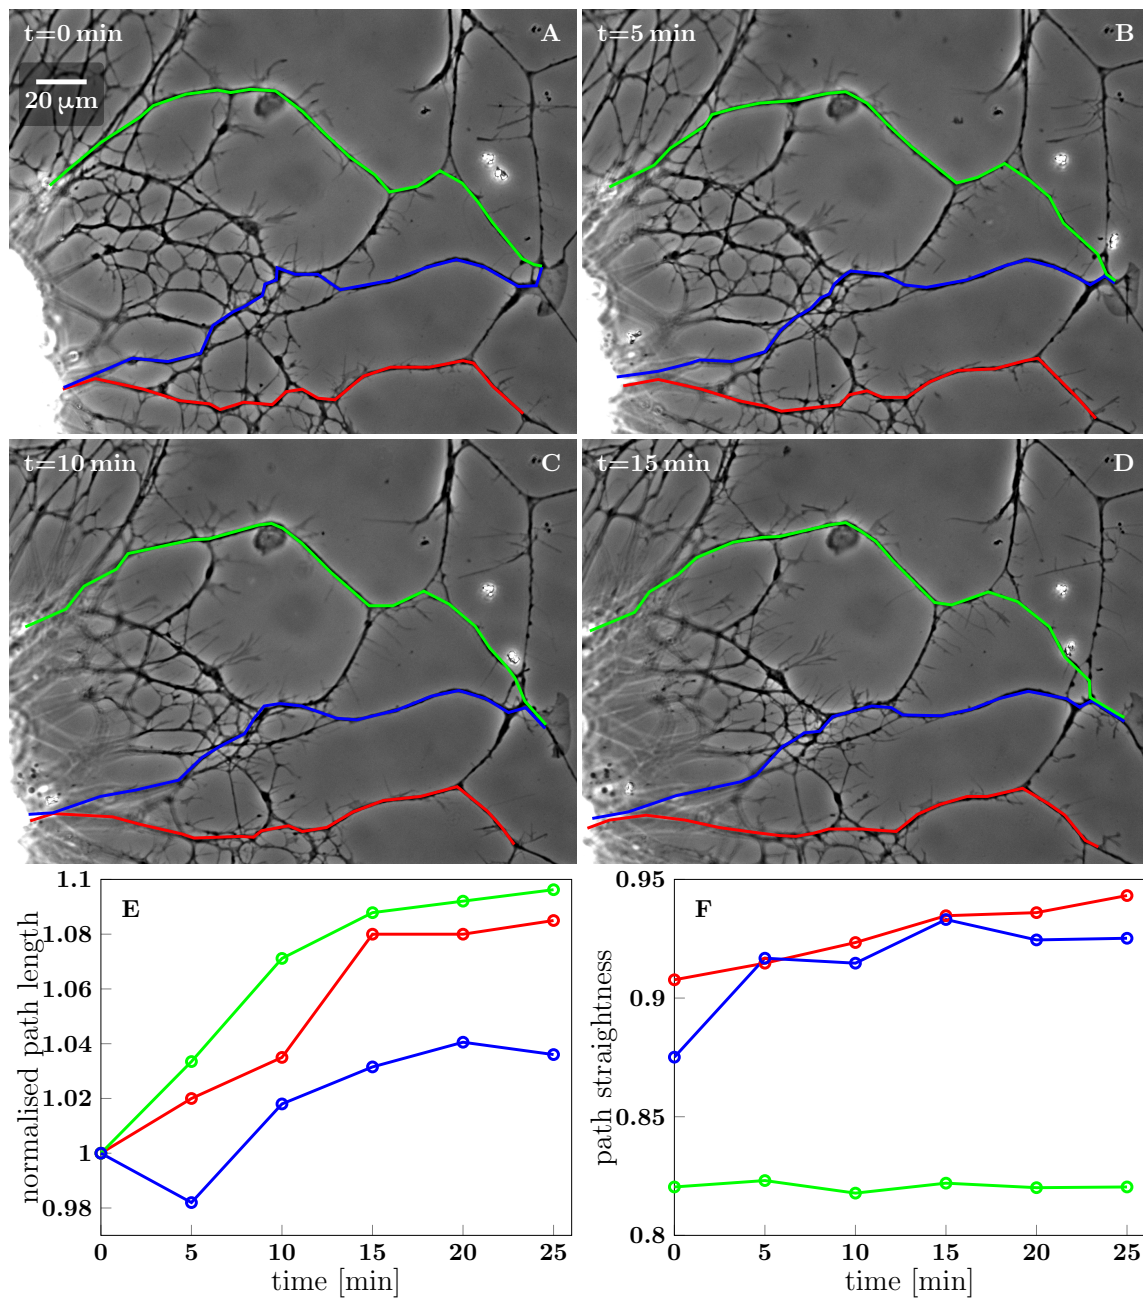 t=0 min
A
20 µm
t=5 min
B
t=10 min
C
t=15 min
D
E
normalised path length
1.1
1.08
1.06
1.04
1.02
1
0.98
0 5 10 15 20 25
time [min]
F
path straightness
0.95
0.9
0.85
0.8
0 5 10 15 20 25
time [min]